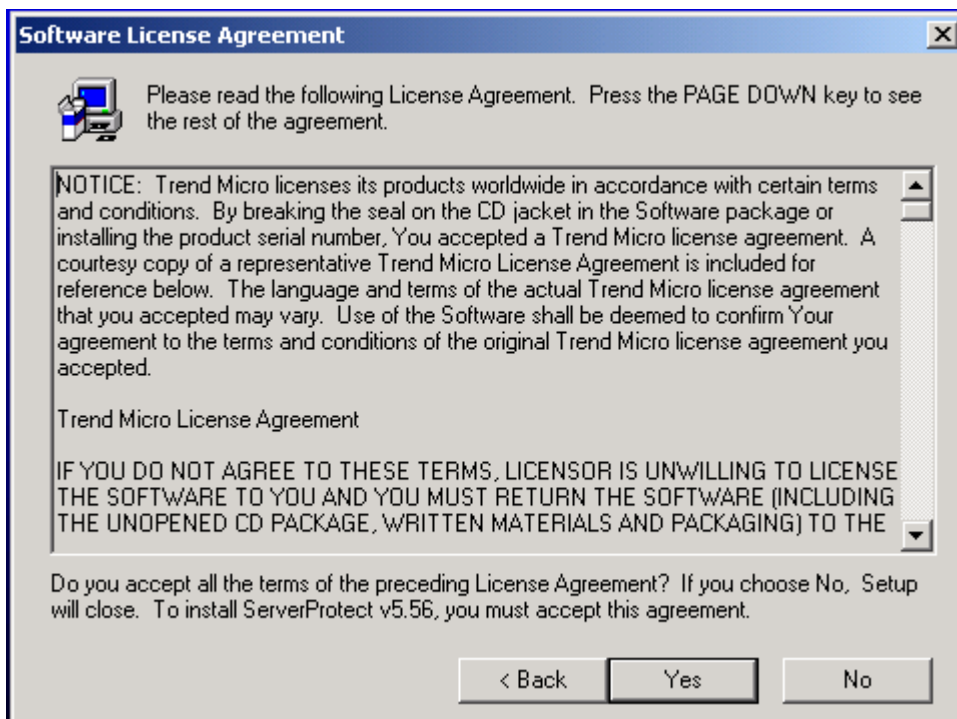 Software License Agreement
Please read the following License Agreement.  Press the PAGE DOWN key to see
the rest of the agreement.
NOTICE:  Trend Micro licenses its products worldwide in accordance with certain terms
and conditions.  By breaking the seal on the CD jacket in the Software package or
installing the product serial number, You accepted a Trend Micro license agreement.  A
courtesy copy of a representative Trend Micro License Agreement is included for
reference below.  The language and terms of the actual Trend Micro license agreement
that you accepted may vary.  Use of the Software shall be deemed to confirm Your
agreement to the terms and conditions of the original Trend Micro license agreement you
accepted.
Trend Micro License Agreement
IF YOU DO NOT AGREE TO THESE TERMS, LICENSOR IS UNWILLING TO LICENSE
THE SOFTWARE TO YOU AND YOU MUST RETURN THE SOFTWARE (INCLUDING
THE UNOPENED CD PACKAGE, WRITTEN MATERIALS AND PACKAGING) TO THE
Do you accept all the terms of the preceding License Agreement?  If you choose No,  Setup
will close.  To install ServerProtect v5.56, you must accept this agreement.
< Back
Yes
No